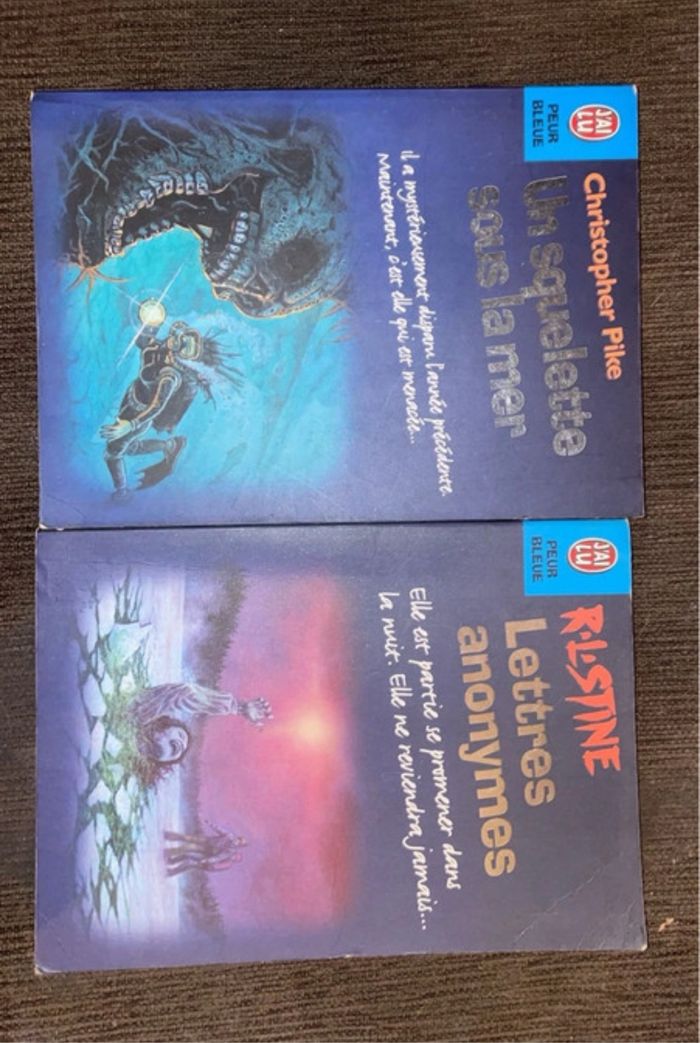 J'AI
LU
PEUR
BLEUE
Christopher Pike
Un squelette
sous la mer
Il a mystérieusement disparu l'année précédente.
Maintenant, c'est elle qui est menacée...
J'AI
LU
PEUR
BLEUE
R.L.STINE
Lettres
anonymes
Elle est partie se promener dans
la nuit. Elle ne reviendra jamais...